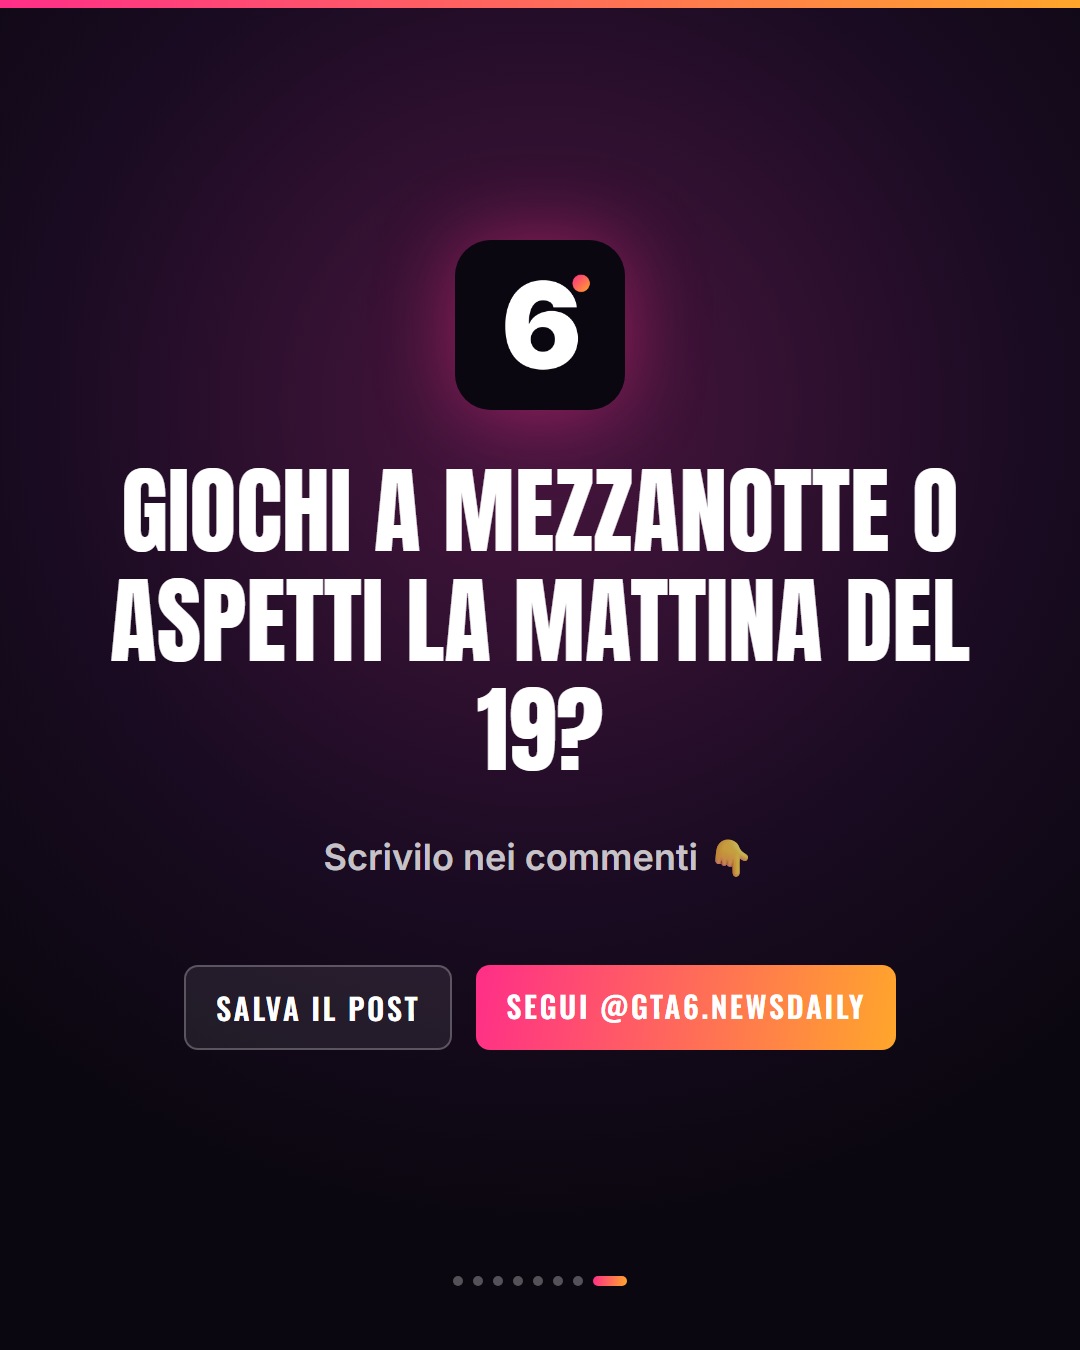 6
GIOCHI A MEZZANOTTE O
ASPETTI LA MATTINA DEL
19?
Scrivilo nei commenti 👇
SALVA IL POST
SEGUI @GTA6.NEWSDAILY